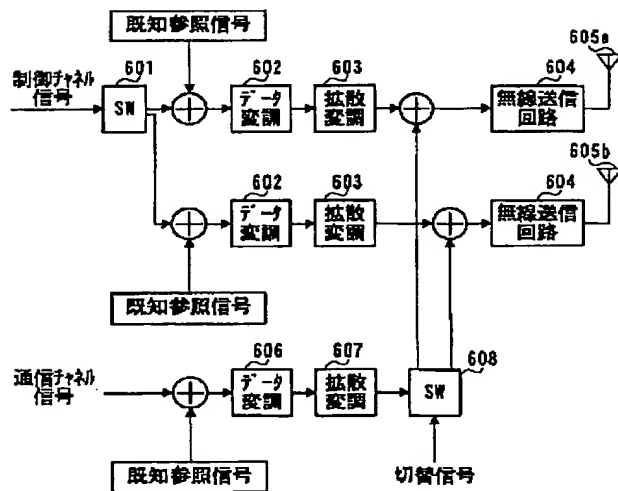 既知参照信号
605a
制御チャネル
信号
601
602
603
604
SW
データ
変調
拡散
変調
無線送信
回路
605b
602
603
604
データ
変調
拡散
変調
無線送信
回路
既知参照信号
通信チャネル
信号
606
607
608
データ
変調
拡散
変調
SW
既知参照信号
切替信号